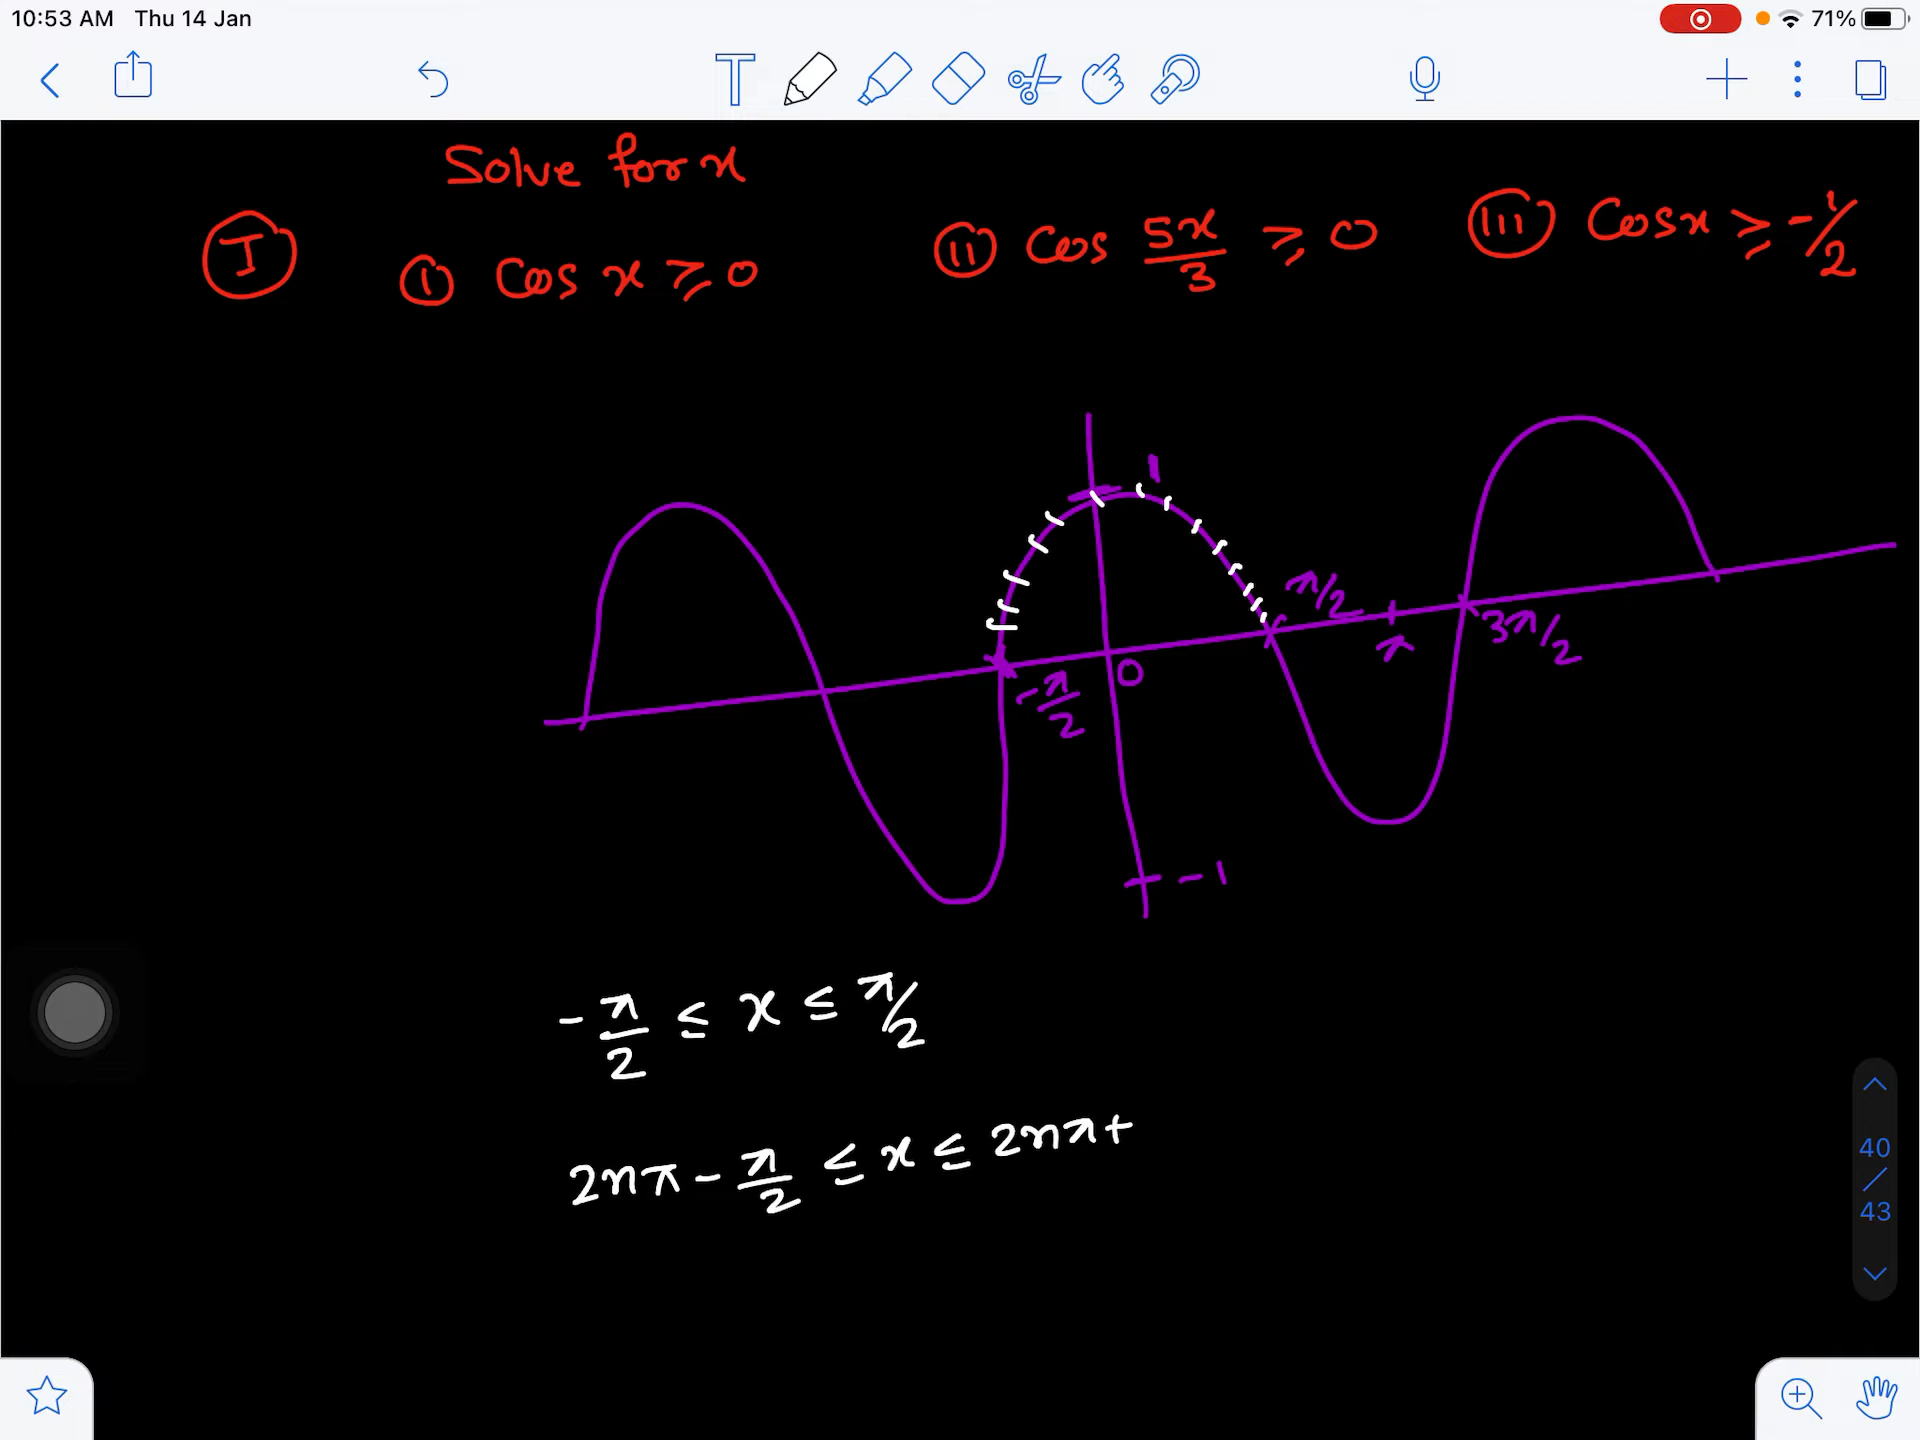 10:53 AM Thu 14 Jan 71%
T
Solve for x
I (i) Cos x ≥ 0 (ii) Cos 5x/3 ≥ 0 (iii) Cosx ≥ -1/2
1
-π/2 0 π/2 π 3π/2
-1
-π/2 ≤ x ≤ π/2
2nπ - π/2 ≤ x ≤ 2nπ+
40/43